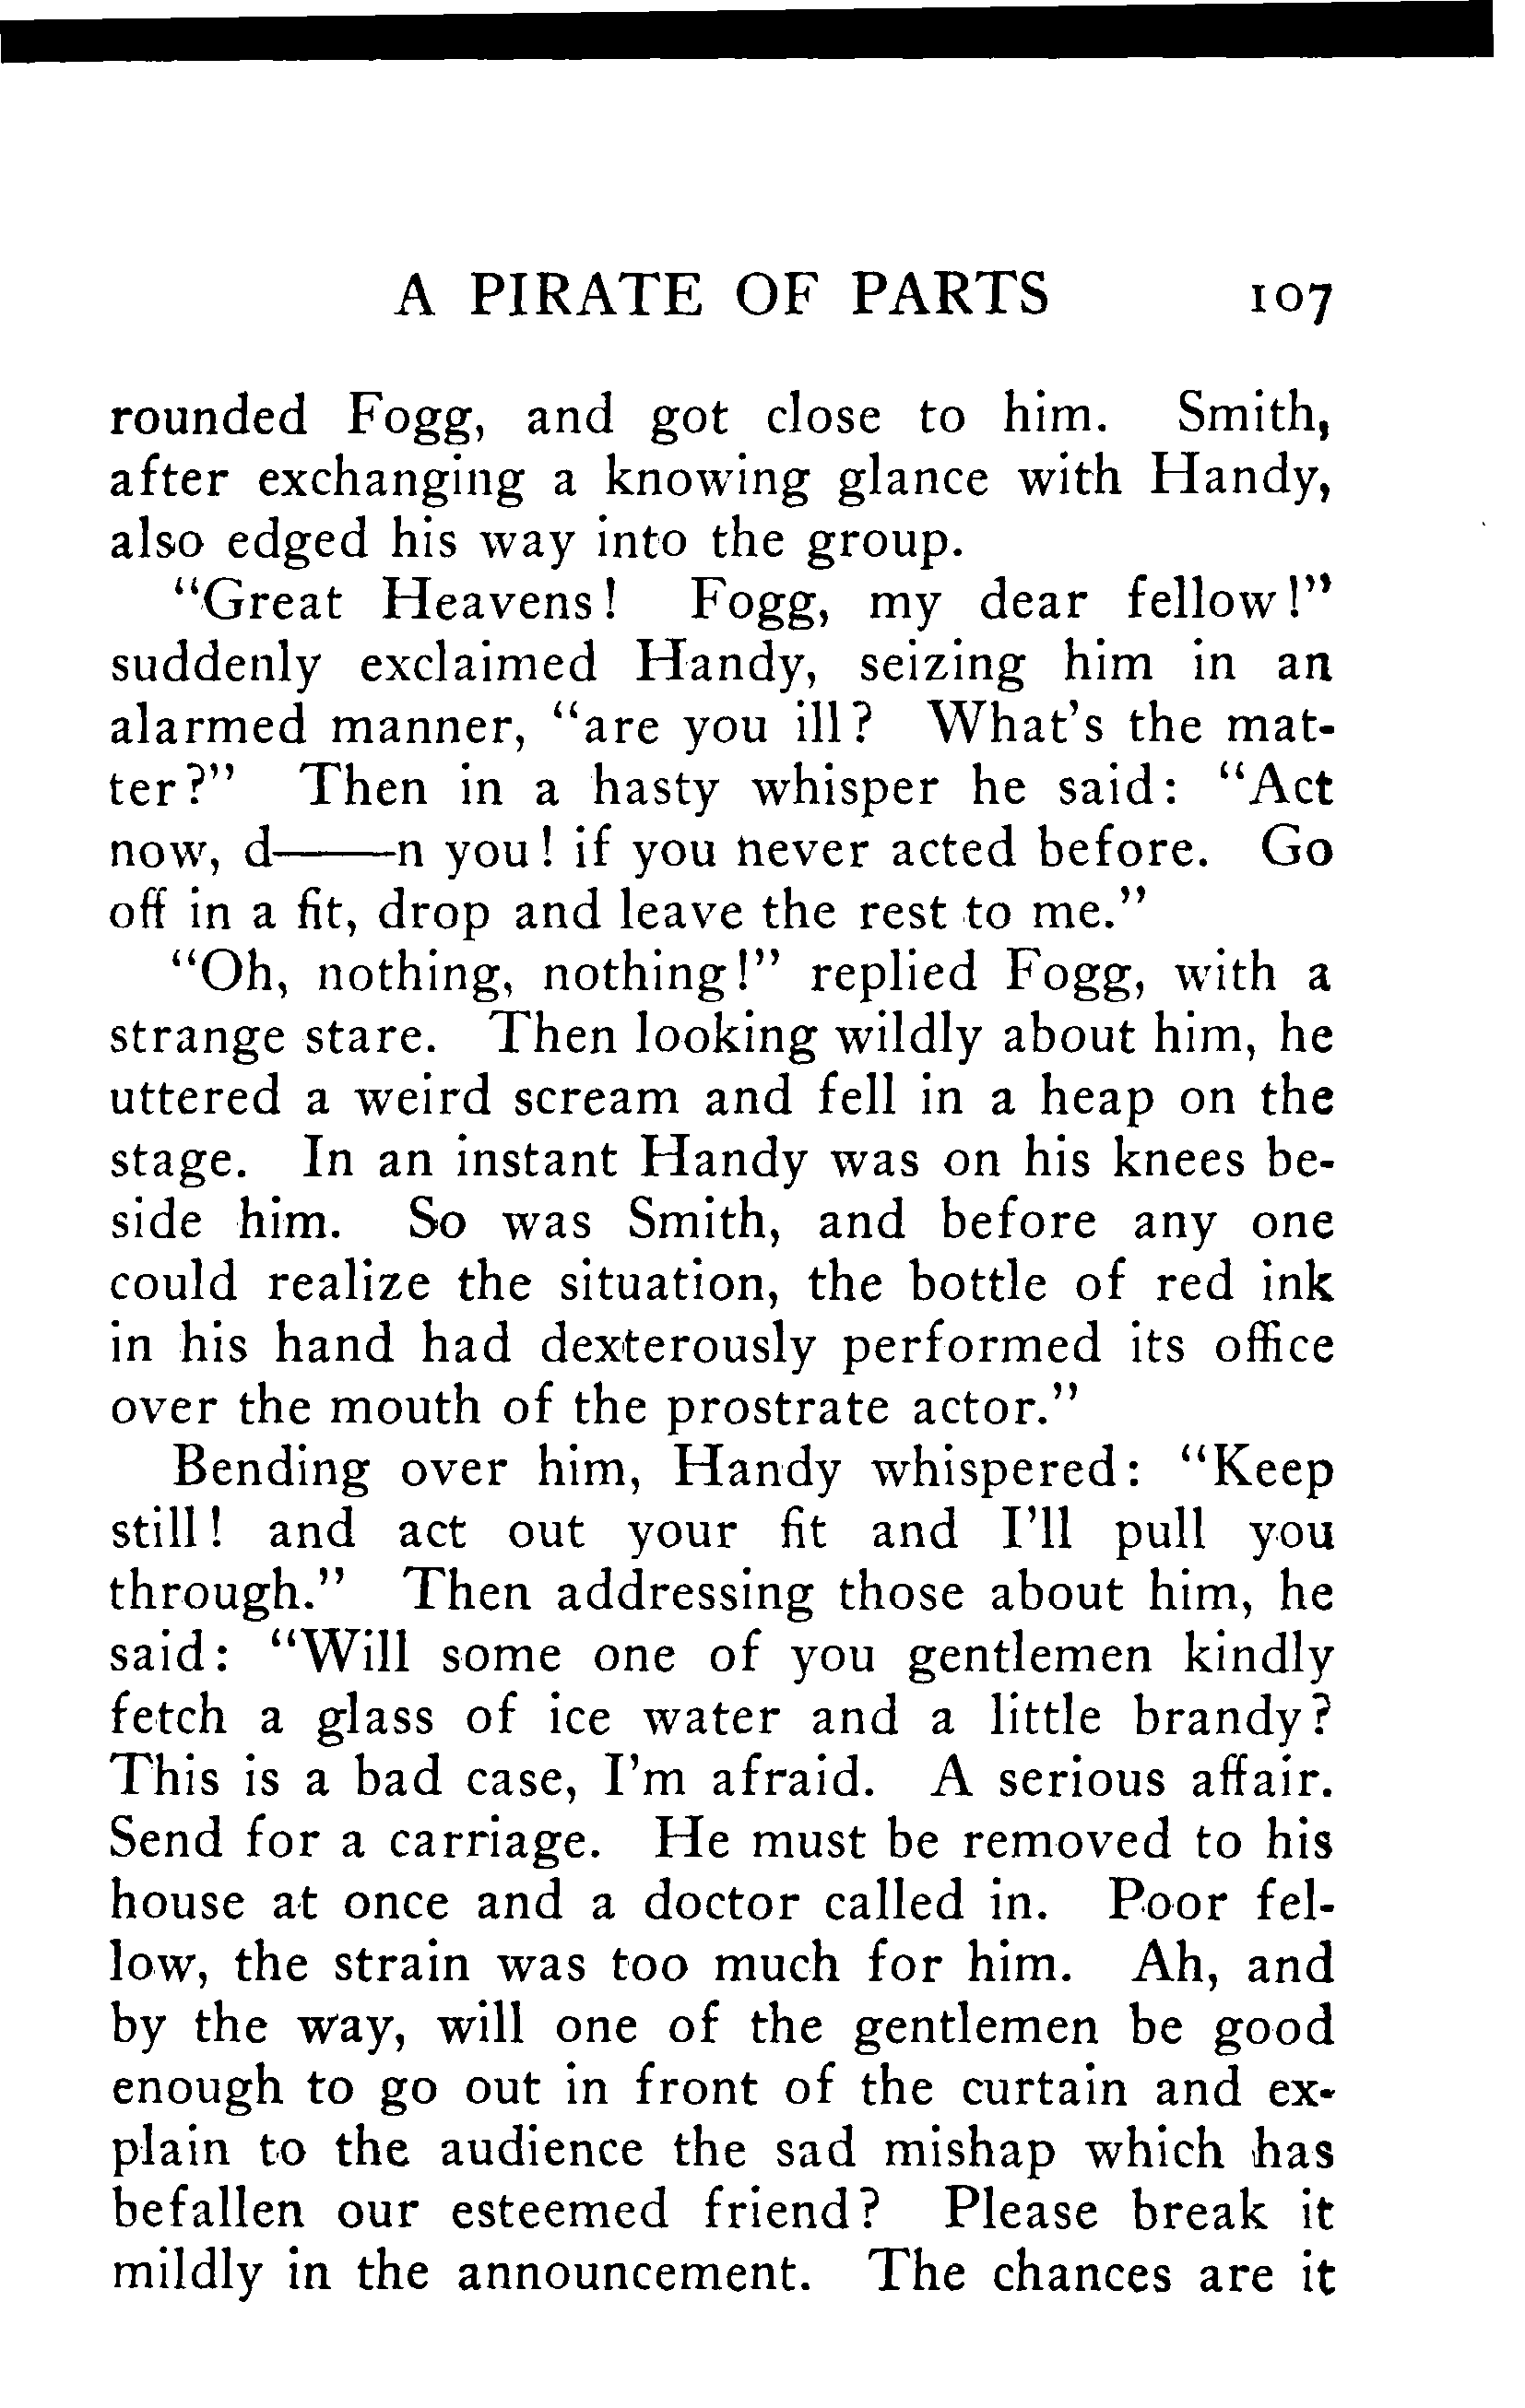 A PIRATE OF PARTS 107
rounded Fogg, and got close to him. Smith,
after exchanging a knowing glance with Handy,
also edged his way into the group.
"Great Heavens! Fogg, my dear fellow!"
suddenly exclaimed Handy, seizing him in an
alarmed manner, "are you ill? What's the mat-
ter?" Then in a hasty whisper he said: "Act
now, d——n you! if you never acted before. Go
off in a fit, drop and leave the rest to me."
"Oh, nothing, nothing!" replied Fogg, with a
strange stare. Then looking wildly about him, he
uttered a weird scream and fell in a heap on the
stage. In an instant Handy was on his knees be-
side him. So was Smith, and before any one
could realize the situation, the bottle of red ink
in his hand had dexterously performed its office
over the mouth of the prostrate actor."
Bending over him, Handy whispered: "Keep
still! and act out your fit and I'll pull you
through." Then addressing those about him, he
said: "Will some one of you gentlemen kindly
fetch a glass of ice water and a little brandy?
This is a bad case, I'm afraid. A serious affair.
Send for a carriage. He must be removed to his
house at once and a doctor called in. Poor fel-
low, the strain was too much for him. Ah, and
by the way, will one of the gentlemen be good
enough to go out in front of the curtain and ex-
plain to the audience the sad mishap which has
befallen our esteemed friend? Please break it
mildly in the announcement. The chances are it